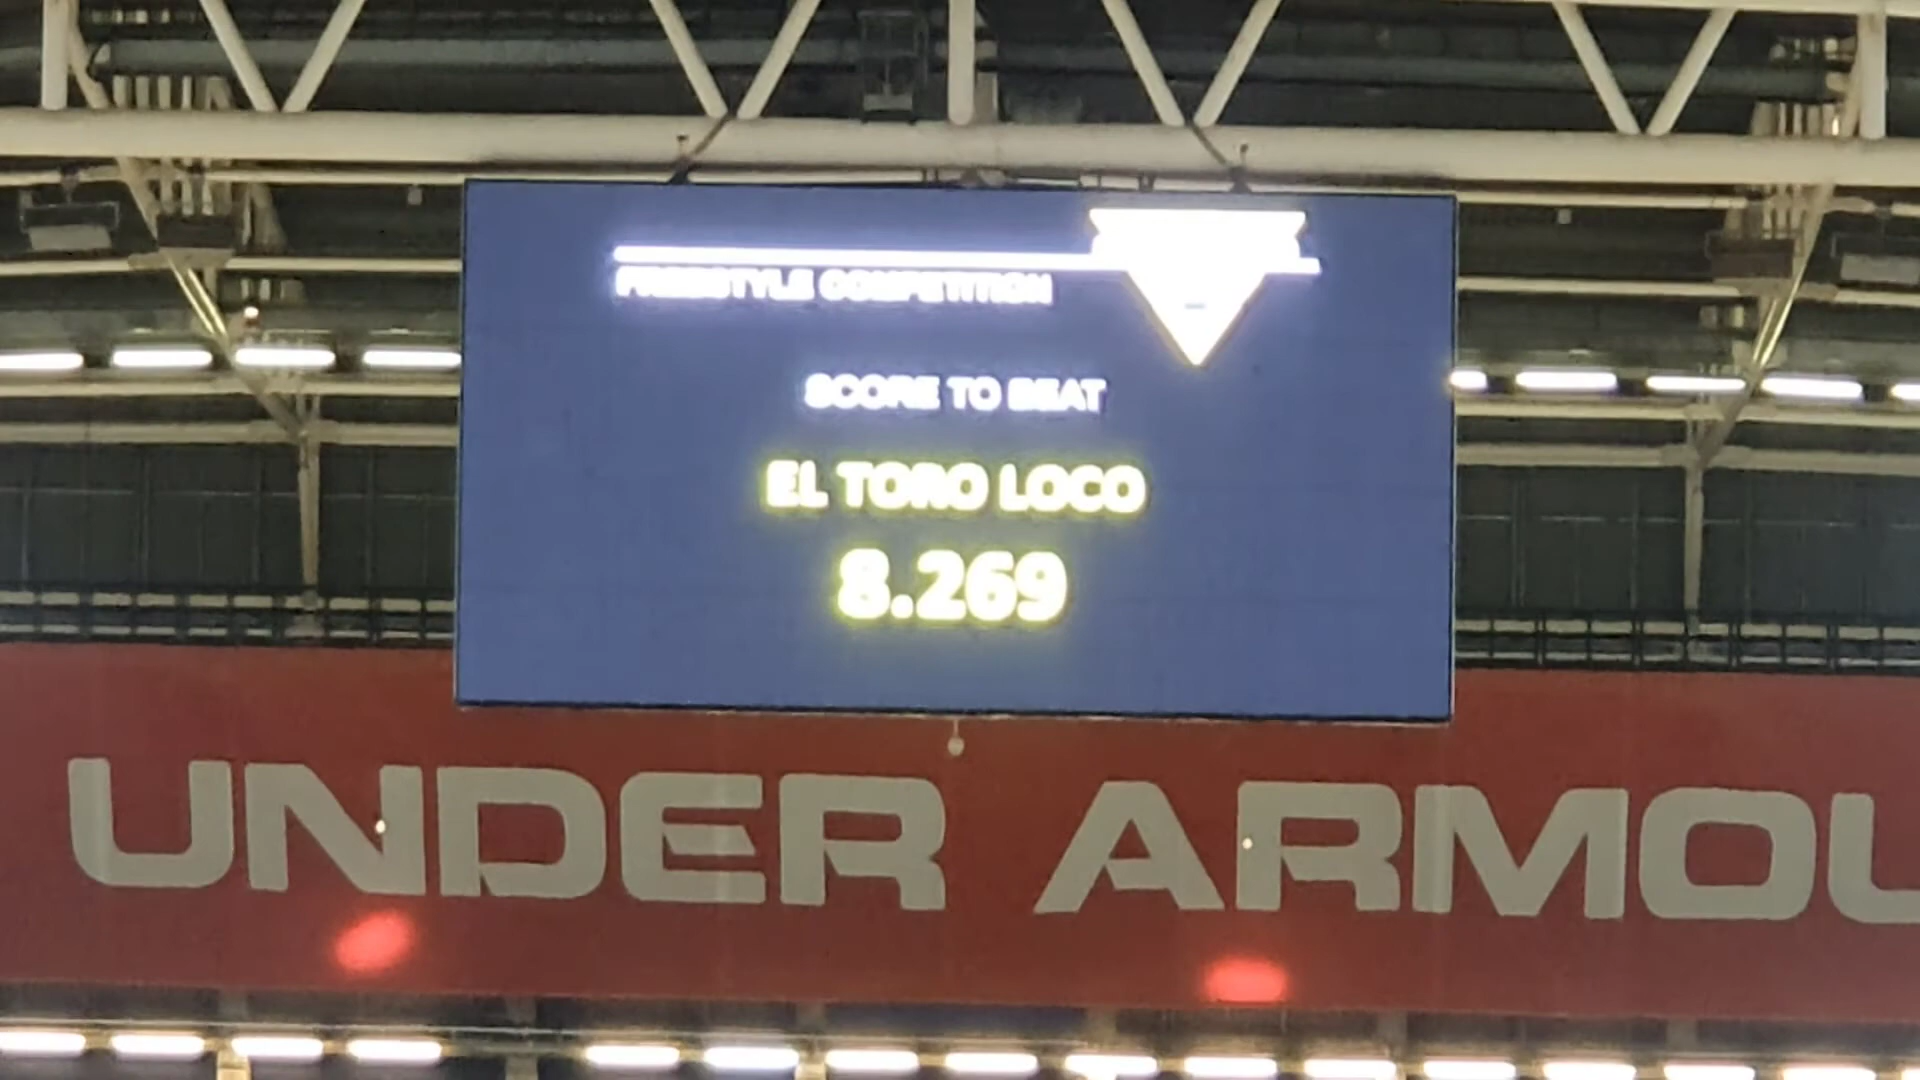 FREESTYLE COMPETITION
SCORE TO BEAT
EL TORO LOCO
8.269
UNDER ARMOU